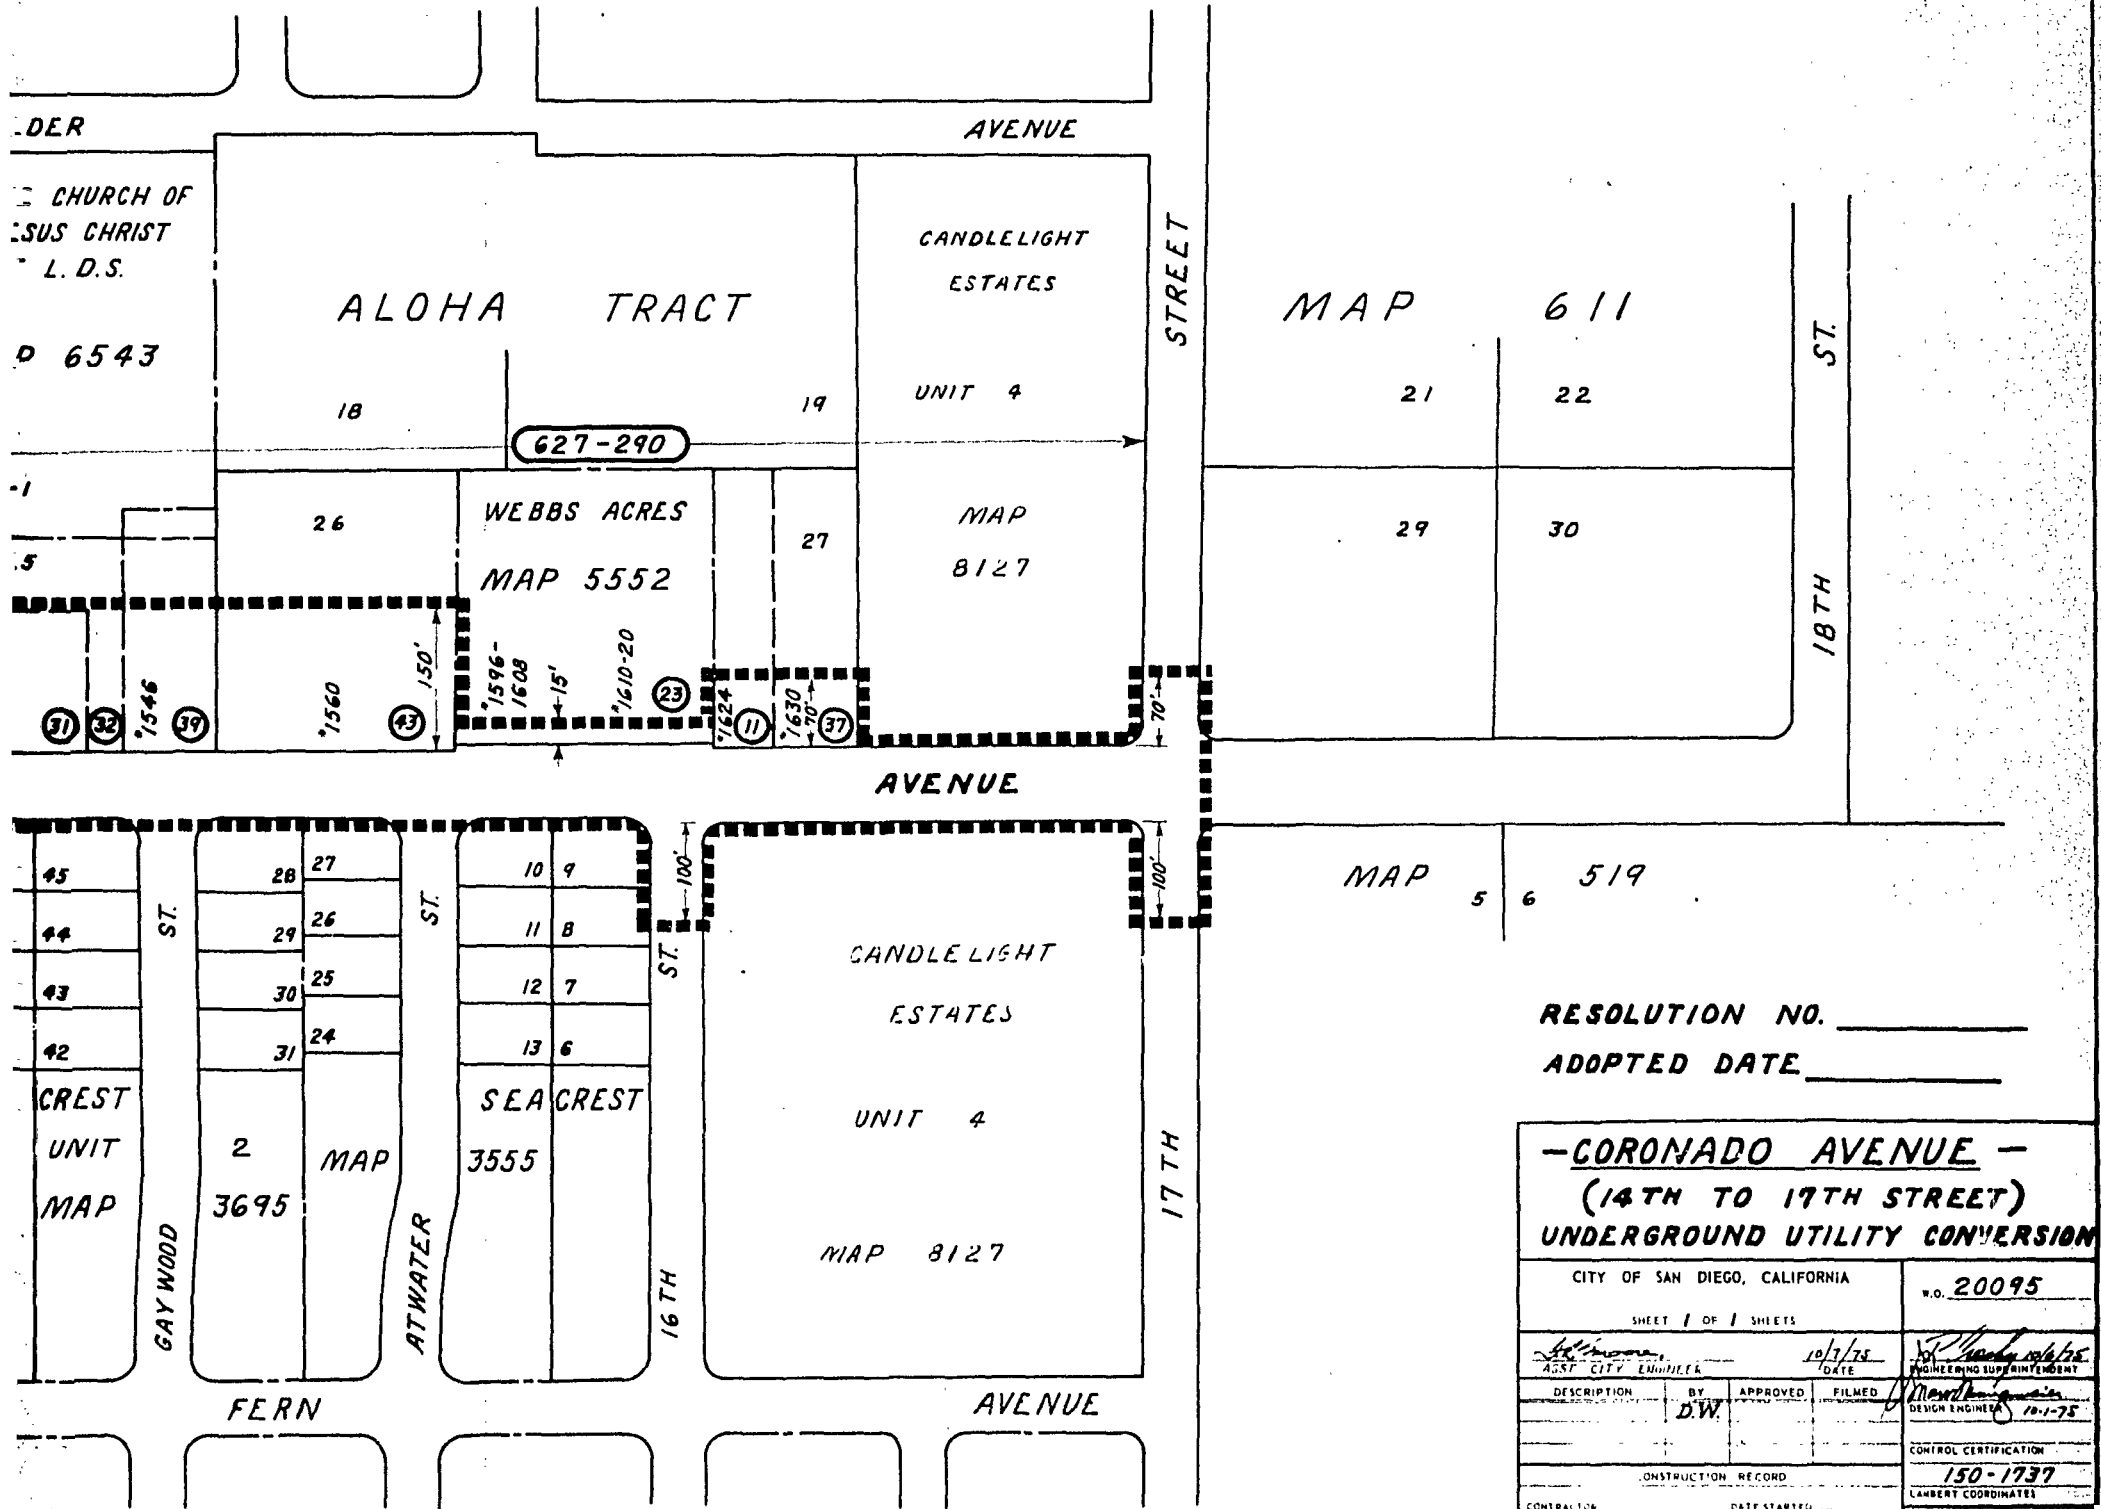 DER
AVENUE
CHURCH OF
SUS CHRIST
L. D. S.
6543
ALOHA TRACT
18
19
627-290
CANDLELIGHT
ESTATES
UNIT 4
MAP
8127
STREET
MAP 611
21
22
29
30
ST.
18TH
-1
.5
26
WEBBS ACRES
MAP 5552
27
31
32
#1546
39
#1560
43
150'
#1596-
1608
15'
#1610-20
23
#1624
11
#1630
70'
37
70'
AVENUE
45
44
43
42
ST.
28
29
30
31
27
26
25
24
ST.
10
9
11
8
12
7
13
6
100'
ST.
100'
CANDLELIGHT
ESTATES
UNIT 4
MAP 8127
MAP 519
5
6
CREST
UNIT 2
MAP 3695
MAP 3555
SEACREST
GAYWOOD
ATWATER
16TH
17TH
FERN
AVENUE
RESOLUTION NO.
ADOPTED DATE
-CORONADO AVENUE-
(14TH TO 17TH STREET)
UNDERGROUND UTILITY CONVERSION
CITY OF SAN DIEGO, CALIFORNIA
W.O. 20095
SHEET 1 OF 1 SHEETS
10/7/75
ASST CITY ENGINEER
DATE
ENGINEERING SUPERINTENDENT
DESCRIPTION
BY
APPROVED
FILMED
D.W.
DESIGN ENGINEER 10-1-75
CONTROL CERTIFICATION
CONSTRUCTION RECORD
150-1737
LAMBERT COORDINATES
CONTRACTOR
DATE STARTED